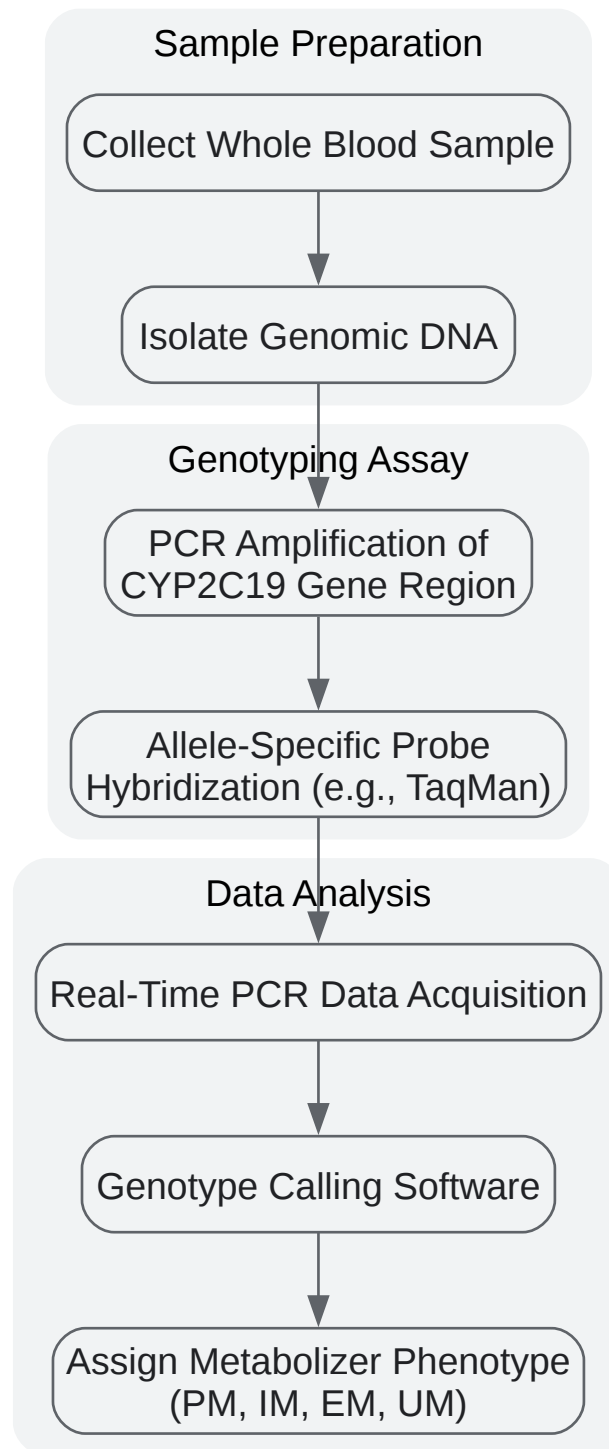 Sample Preparation
Collect Whole Blood Sample
Isolate Genomic DNA
Genotyping Assay
PCR Amplification of
CYP2C19 Gene Region
Allele-Specific Probe
Hybridization (e.g., TaqMan)
Data Analysis
Real-Time PCR Data Acquisition
Genotype Calling Software
Assign Metabolizer Phenotype
(PM, IM, EM, UM)